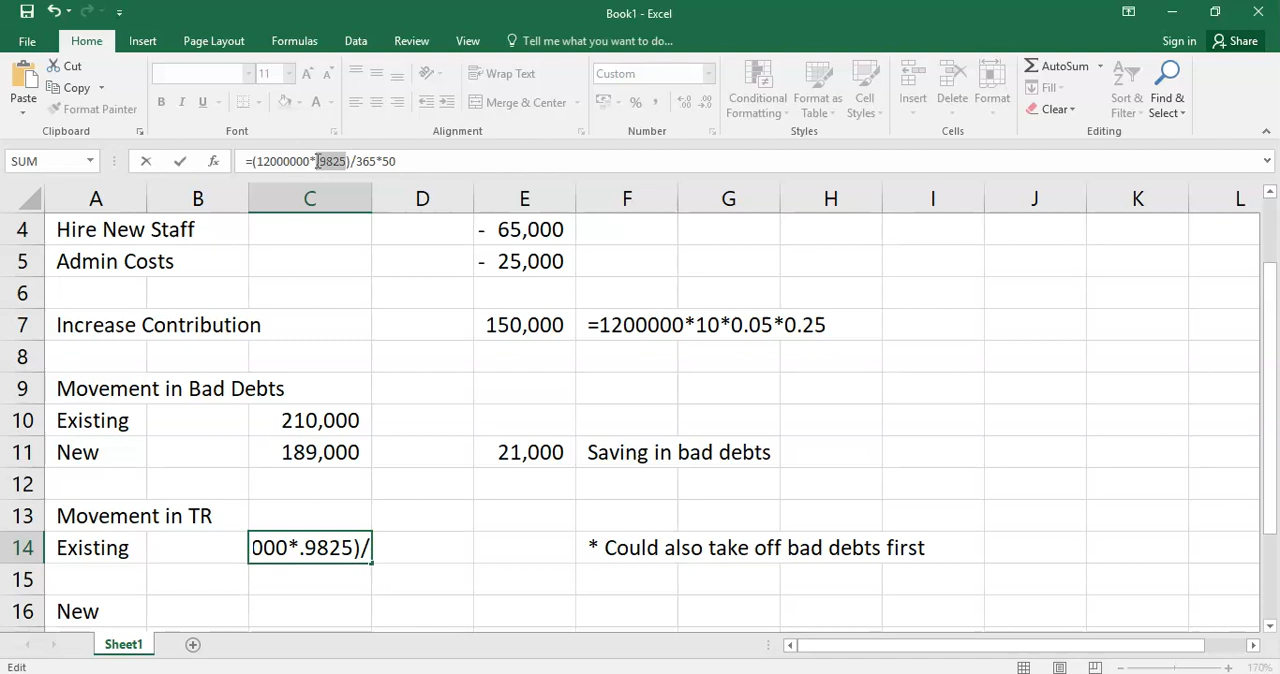 Book1 - Excel
File Home Insert Page Layout Formulas Data Review View Tell me what you want to do... Sign in Share
Paste Cut Copy Format Painter 11 A A Wrap Text Custom Conditional Formatting Format as Table Cell Styles Insert Delete Format AutoSum Fill Clear Sort & Filter Find & Select
B I U A Merge & Center % ,
Clipboard Font Alignment Number Styles Cells Editing
SUM fx =(12000000*.9825)/365*50
A B C D E F G H I J K L
4 Hire New Staff - 65,000
5 Admin Costs - 25,000
6
7 Increase Contribution 150,000 =1200000*10*0.05*0.25
8
9 Movement in Bad Debts
10 Existing 210,000
11 New 189,000 21,000 Saving in bad debts
12
13 Movement in TR
14 Existing 000*.9825)/ * Could also take off bad debts first
15
16 New
Sheet1
Edit 170%